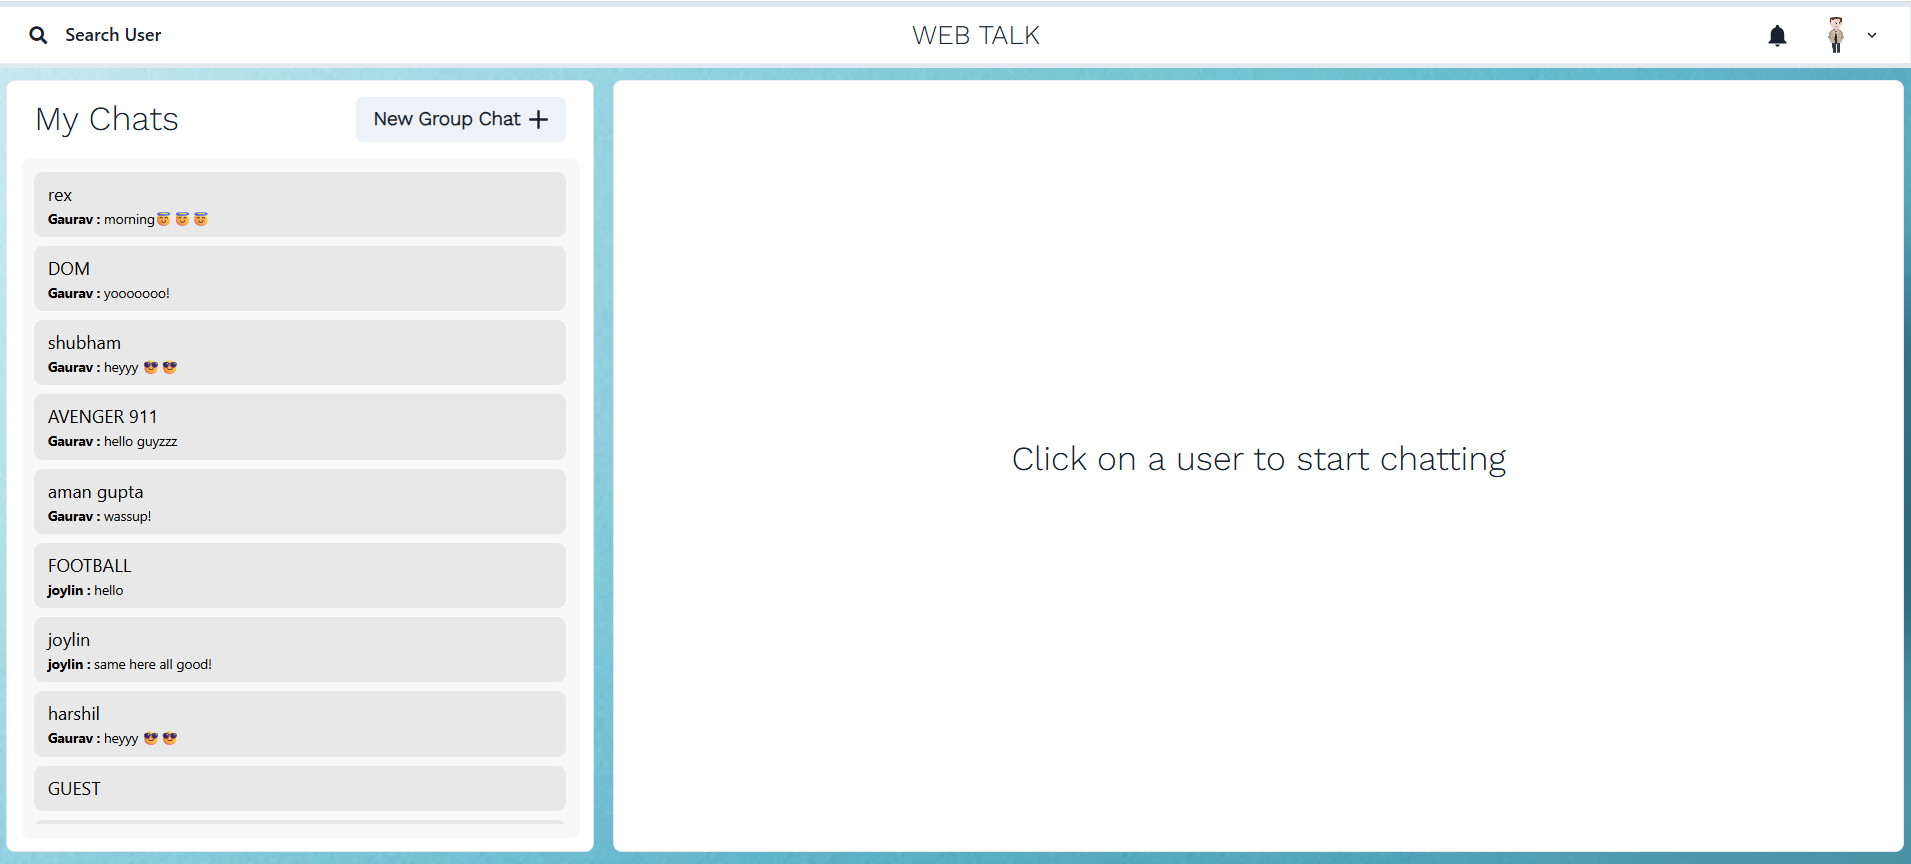 Search User
WEB TALK
My Chats
New Group Chat +
rex
Gaurav : morning😇 😇 😇
DOM
Gaurav : yooooooo!
shubham
Gaurav : heyyy 😎 😎
AVENGER 911
Gaurav : hello guyzzz
aman gupta
Gaurav : wassup!
FOOTBALL
joylin : hello
joylin
joylin : same here all good!
harshil
Gaurav : heyyy 😎 😎
GUEST
Click on a user to start chatting